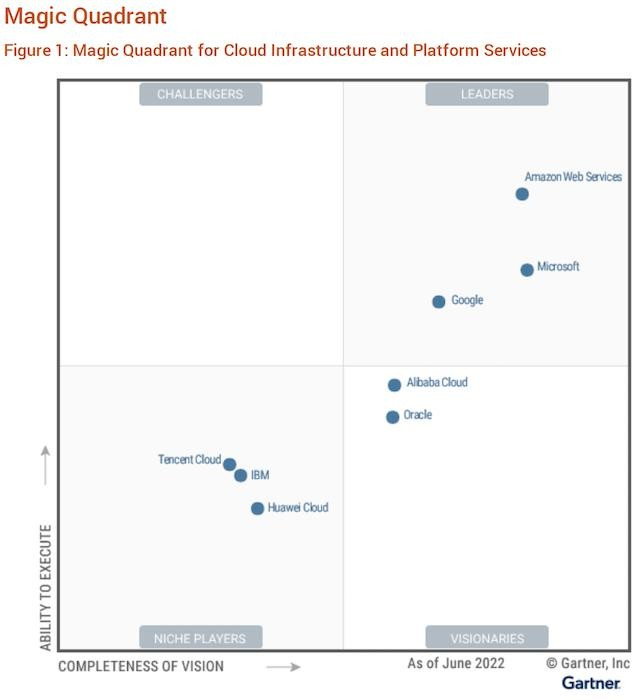 Magic Quadrant
Figure 1: Magic Quadrant for Cloud Infrastructure and Platform Services
CHALLENGERS
LEADERS
Amazon Web Services
Microsoft
Google
Alibaba Cloud
Oracle
Tencent Cloud
IBM
Huawei Cloud
ABILITY TO EXECUTE
NICHE PLAYERS
VISIONARIES
COMPLETENESS OF VISION
As of June 2022
© Gartner, Inc
Gartner